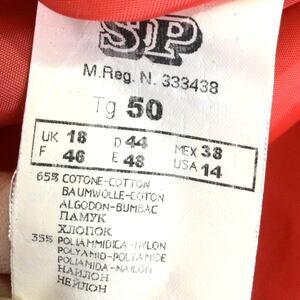 SP
M.Reg. N. 333438
Tg 50
UK 18 D 44 MEX 38
F 46 E 48 USA 14
65% COTONE-COTTON
BAUMWOLLE-COTON
ALGODON-BUMBAC
ПАМУК
ХЛОПОК
35% POLIAMMIDICA-NYLON
POLYAMID-POLYAMIDE
POLIAMIDA-NAILON
НАЙЛОН
НЕЙЛОН